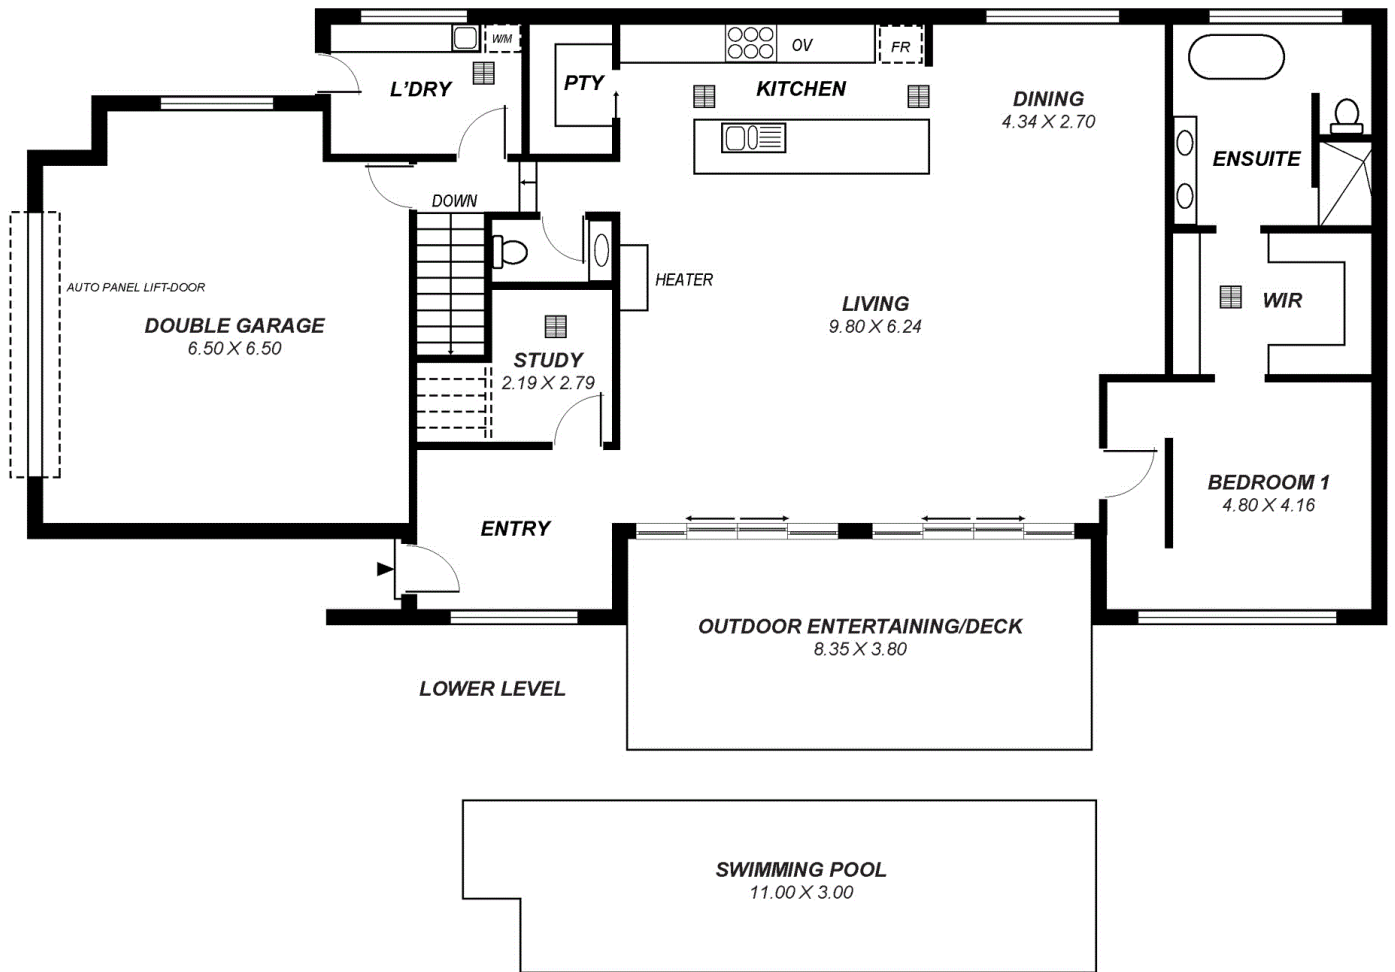 W/M
L'DRY
PTY
OV
FR
KITCHEN
DINING
4.34 X 2.70
ENSUITE
DOWN
HEATER
AUTO PANEL LIFT-DOOR
DOUBLE GARAGE
6.50 X 6.50
LIVING
9.80 X 6.24
WIR
STUDY
2.19 X 2.79
BEDROOM 1
4.80 X 4.16
ENTRY
OUTDOOR ENTERTAINING/DECK
8.35 X 3.80
LOWER LEVEL
SWIMMING POOL
11.00 X 3.00